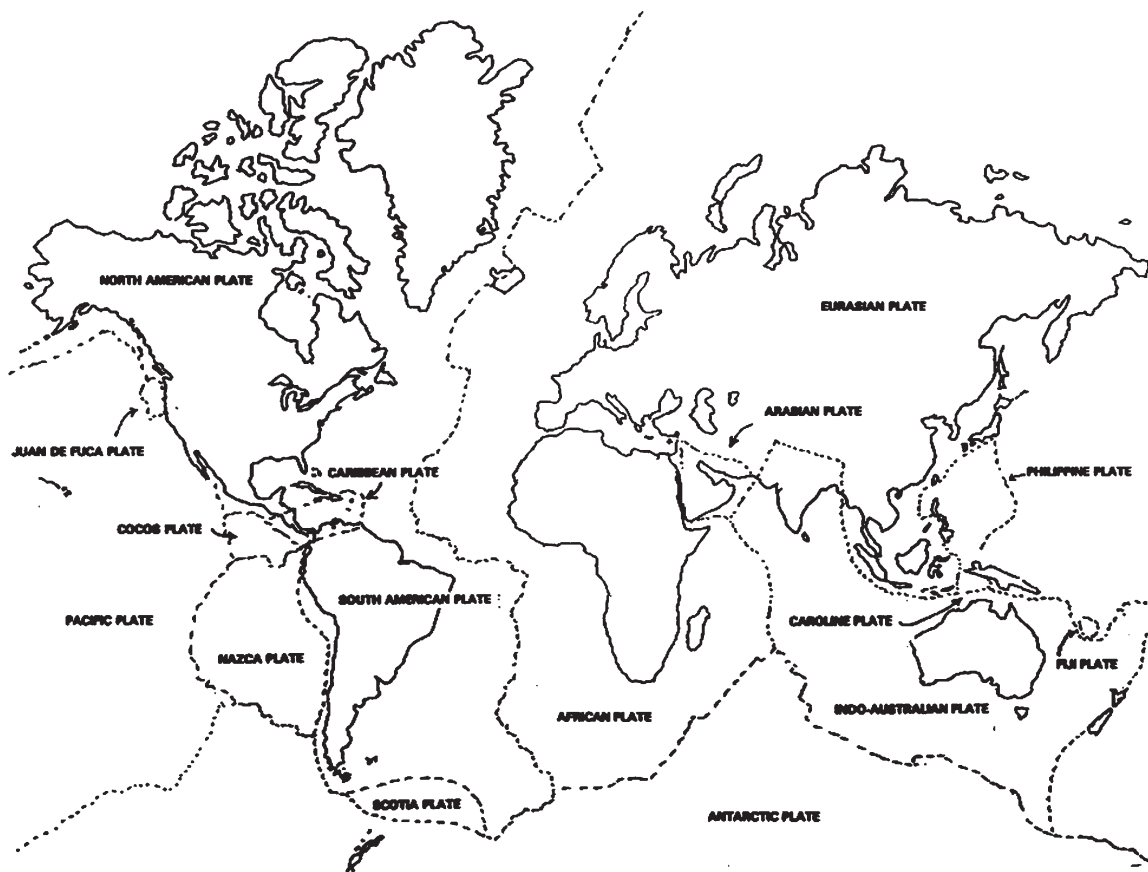 NORTH AMERICAN PLATE
EURASIAN PLATE
ARABIAN PLATE
JUAN DE FUCA PLATE
CARIBBEAN PLATE
PHILIPPINE PLATE
COCOS PLATE
SOUTH AMERICAN PLATE
PACIFIC PLATE
CAROLINE PLATE
NAZCA PLATE
FIJI PLATE
AFRICAN PLATE
INDO-AUSTRALIAN PLATE
SCOTIA PLATE
ANTARCTIC PLATE